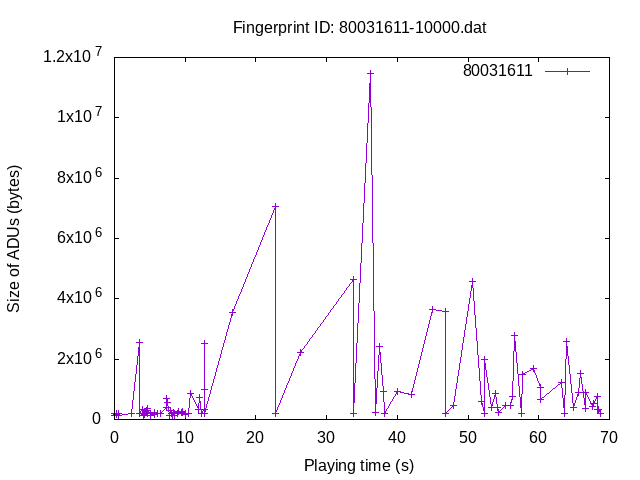 Fingerprint ID: 80031611-10000.dat
80031611
1.2x10^7
1x10^7
8x10^6
6x10^6
4x10^6
2x10^6
0
Size of ADUs (bytes)
0 10 20 30 40 50 60 70
Playing time (s)